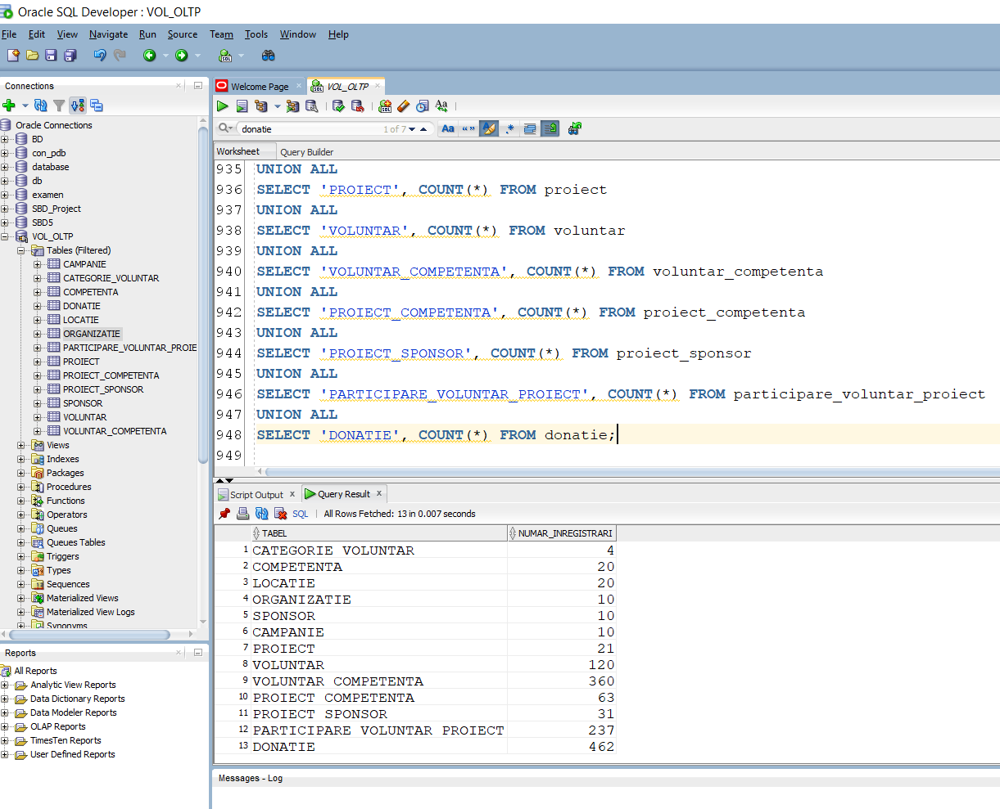 Oracle SQL Developer : VOL_OLTP
File Edit View Navigate Run Source Team Tools Window Help
Connections
Oracle Connections
BD
con_pdb
database
db
examen
SBD_Project
SBD5
VOL_OLTP
Tables (Filtered)
CAMPANIE
CATEGORIE_VOLUNTAR
COMPETENTA
DONATIE
LOCATIE
ORGANIZATIE
PARTICIPARE_VOLUNTAR_PROIE
PROIECT
PROIECT_COMPETENTA
PROIECT_SPONSOR
SPONSOR
VOLUNTAR
VOLUNTAR_COMPETENTA
Views
Indexes
Packages
Procedures
Functions
Operators
Queues
Queues Tables
Triggers
Types
Sequences
Materialized Views
Materialized View Logs
Synonyms
Reports
All Reports
Analytic View Reports
Data Dictionary Reports
Data Modeler Reports
OLAP Reports
TimesTen Reports
User Defined Reports
Welcome Page VOL_OLTP
donatie 1 of 7
Worksheet Query Builder
935 UNION ALL
936 SELECT 'PROIECT', COUNT(*) FROM proiect
937 UNION ALL
938 SELECT 'VOLUNTAR', COUNT(*) FROM voluntar
939 UNION ALL
940 SELECT 'VOLUNTAR_COMPETENTA', COUNT(*) FROM voluntar_competenta
941 UNION ALL
942 SELECT 'PROIECT_COMPETENTA', COUNT(*) FROM proiect_competenta
943 UNION ALL
944 SELECT 'PROIECT_SPONSOR', COUNT(*) FROM proiect_sponsor
945 UNION ALL
946 SELECT 'PARTICIPARE_VOLUNTAR_PROIECT', COUNT(*) FROM participare_voluntar_proiect
947 UNION ALL
948 SELECT 'DONATIE', COUNT(*) FROM donatie;
949
Script Output Query Result
SQL All Rows Fetched: 13 in 0.007 seconds
TABEL NUMAR_INREGISTRARI
1 CATEGORIE VOLUNTAR 4
2 COMPETENTA 20
3 LOCATIE 20
4 ORGANIZATIE 10
5 SPONSOR 10
6 CAMPANIE 10
7 PROIECT 21
8 VOLUNTAR 120
9 VOLUNTAR COMPETENTA 360
10 PROIECT COMPETENTA 63
11 PROIECT SPONSOR 31
12 PARTICIPARE VOLUNTAR PROIECT 237
13 DONATIE 462
Messages - Log